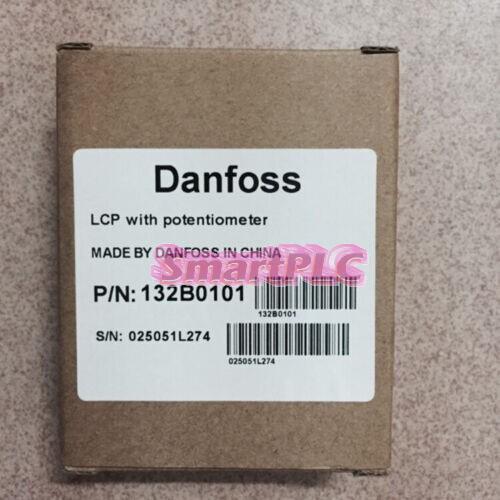 Danfoss
LCP with potentiometer
MADE BY DANFOSS IN CHINA
SmartPLC
P/N: 132B0101
132B0101
S/N: 025051L274
025051L274